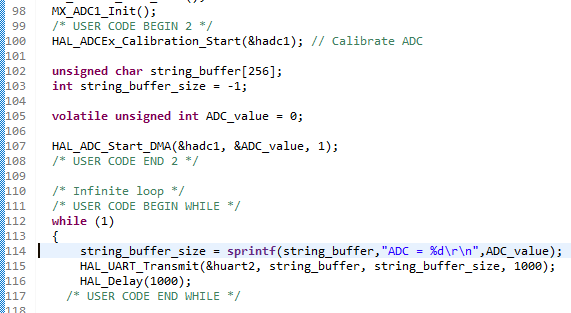 98 MX_ADC1_Init();
99 /* USER CODE BEGIN 2 */
100 HAL_ADCEx_Calibration_Start(&hadc1); // Calibrate ADC
101
102 unsigned char string_buffer[256];
103 int string_buffer_size = -1;
104
105 volatile unsigned int ADC_value = 0;
106
107 HAL_ADC_Start_DMA(&hadc1, &ADC_value, 1);
108 /* USER CODE END 2 */
109
110 /* Infinite loop */
111 /* USER CODE BEGIN WHILE */
112 while (1)
113 {
114 string_buffer_size = sprintf(string_buffer,"ADC = %d\r\n",ADC_value);
115 HAL_UART_Transmit(&huart2, string_buffer, string_buffer_size, 1000);
116 HAL_Delay(1000);
117 /* USER CODE END WHILE */
118